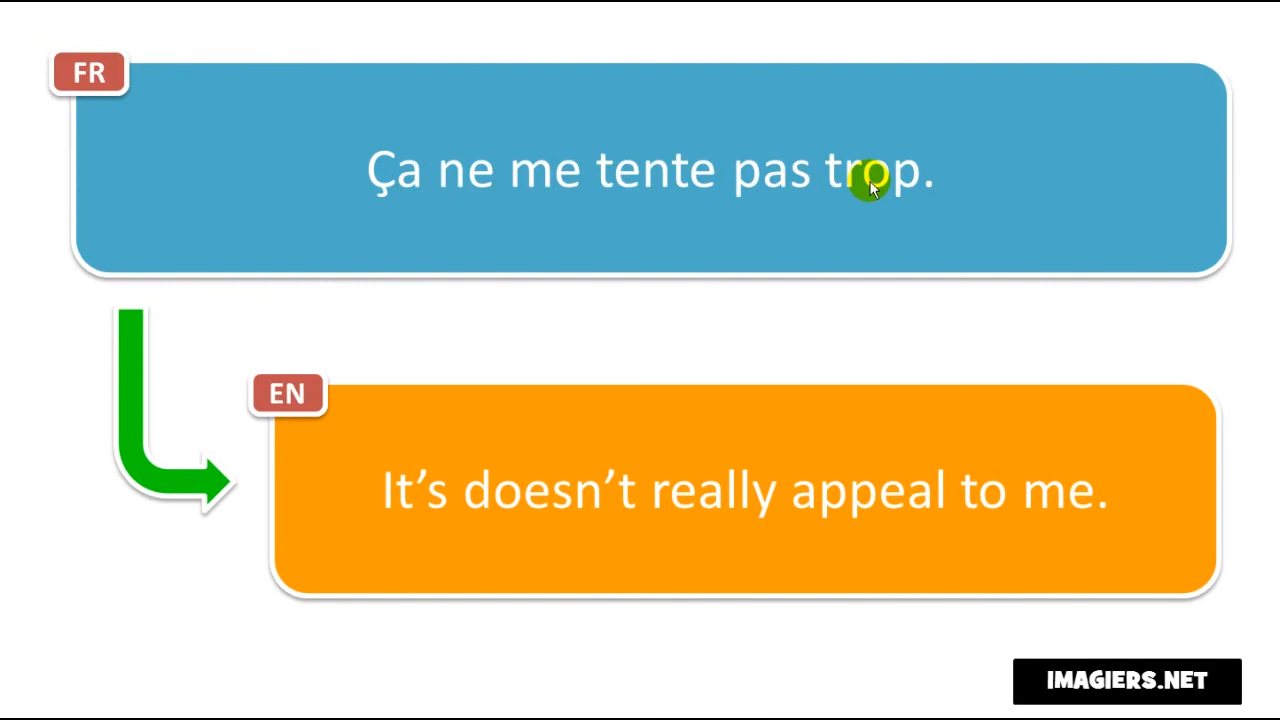 FR
Ça ne me tente pas trop.
EN
It’s doesn’t really appeal to me.
IMAGIERS.NET